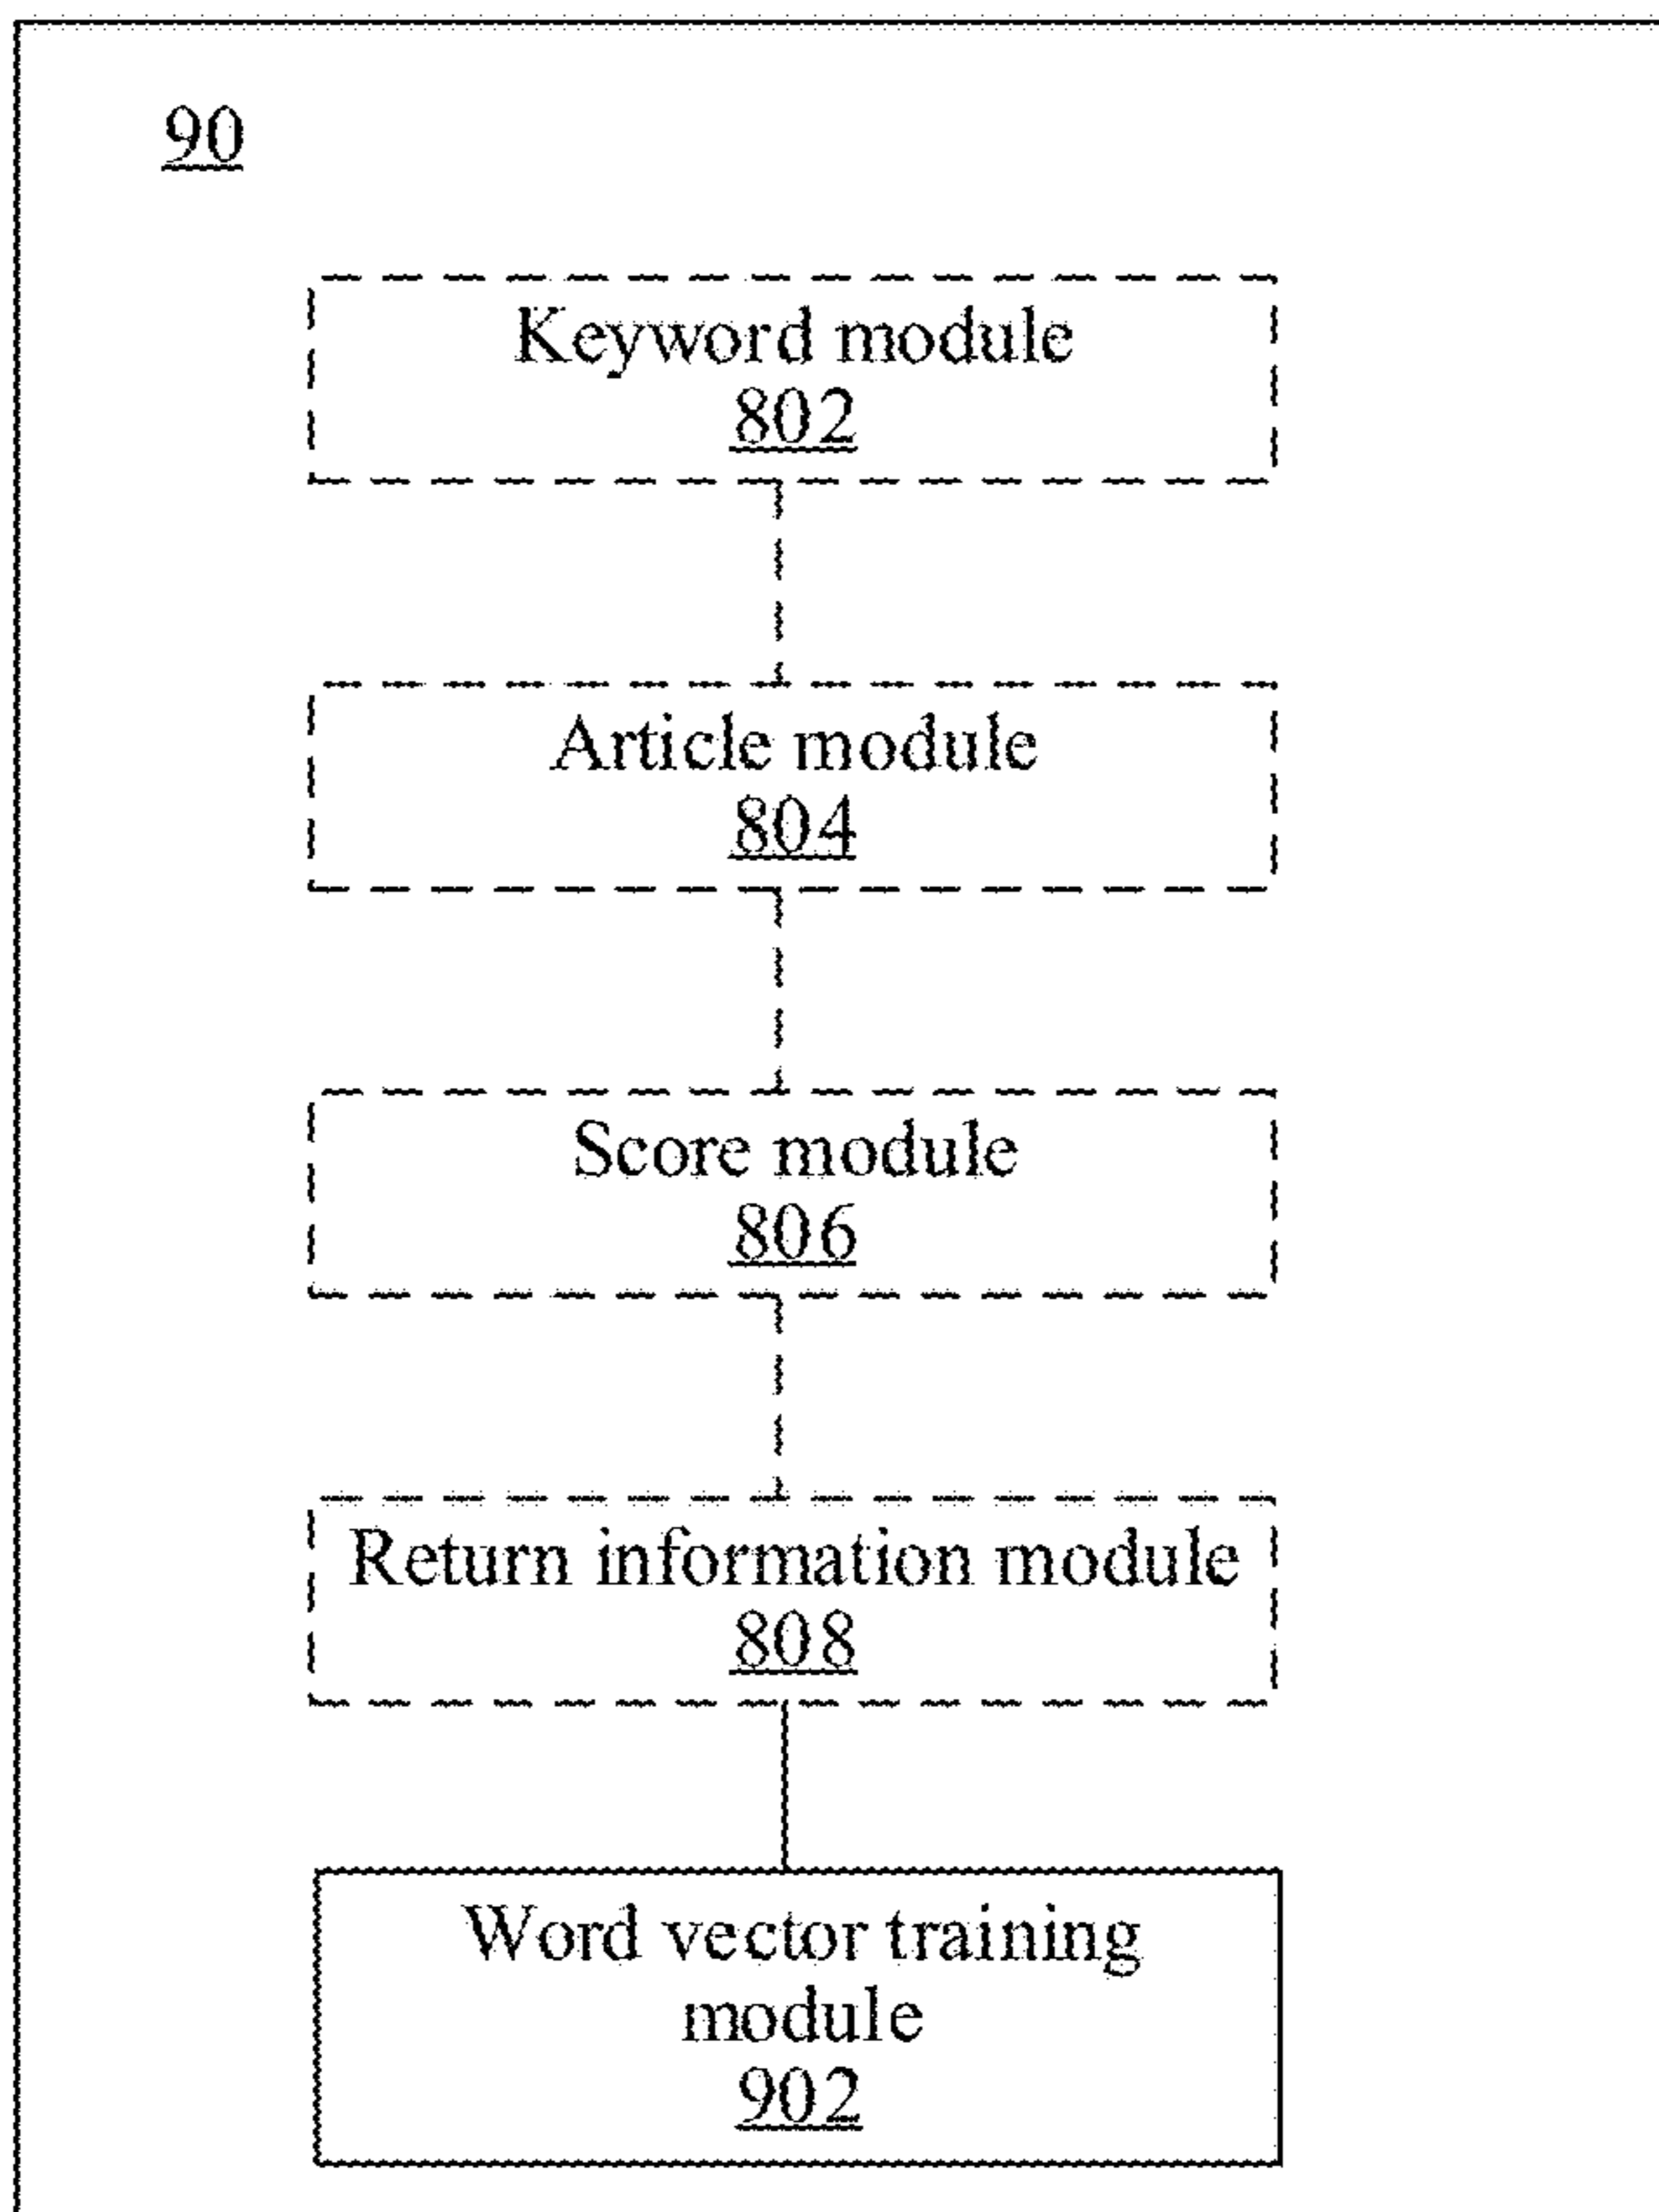 90
Keyword module
802
Article module
804
Score module
806
Return information module
808
Word vector training
module
902